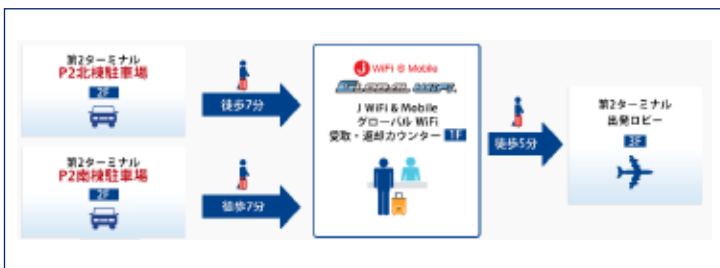 第2ターミナル
P2北棟駐車場
2F
徒歩7分
第2ターミナル
P2南棟駐車場
2F
徒歩7分
J WiFi & Mobile
GLOBAL WiFi
J WiFi & Mobile
グローバル WiFi
受取・返却カウンター 1F
徒歩5分
第2ターミナル
出発ロビー
3F